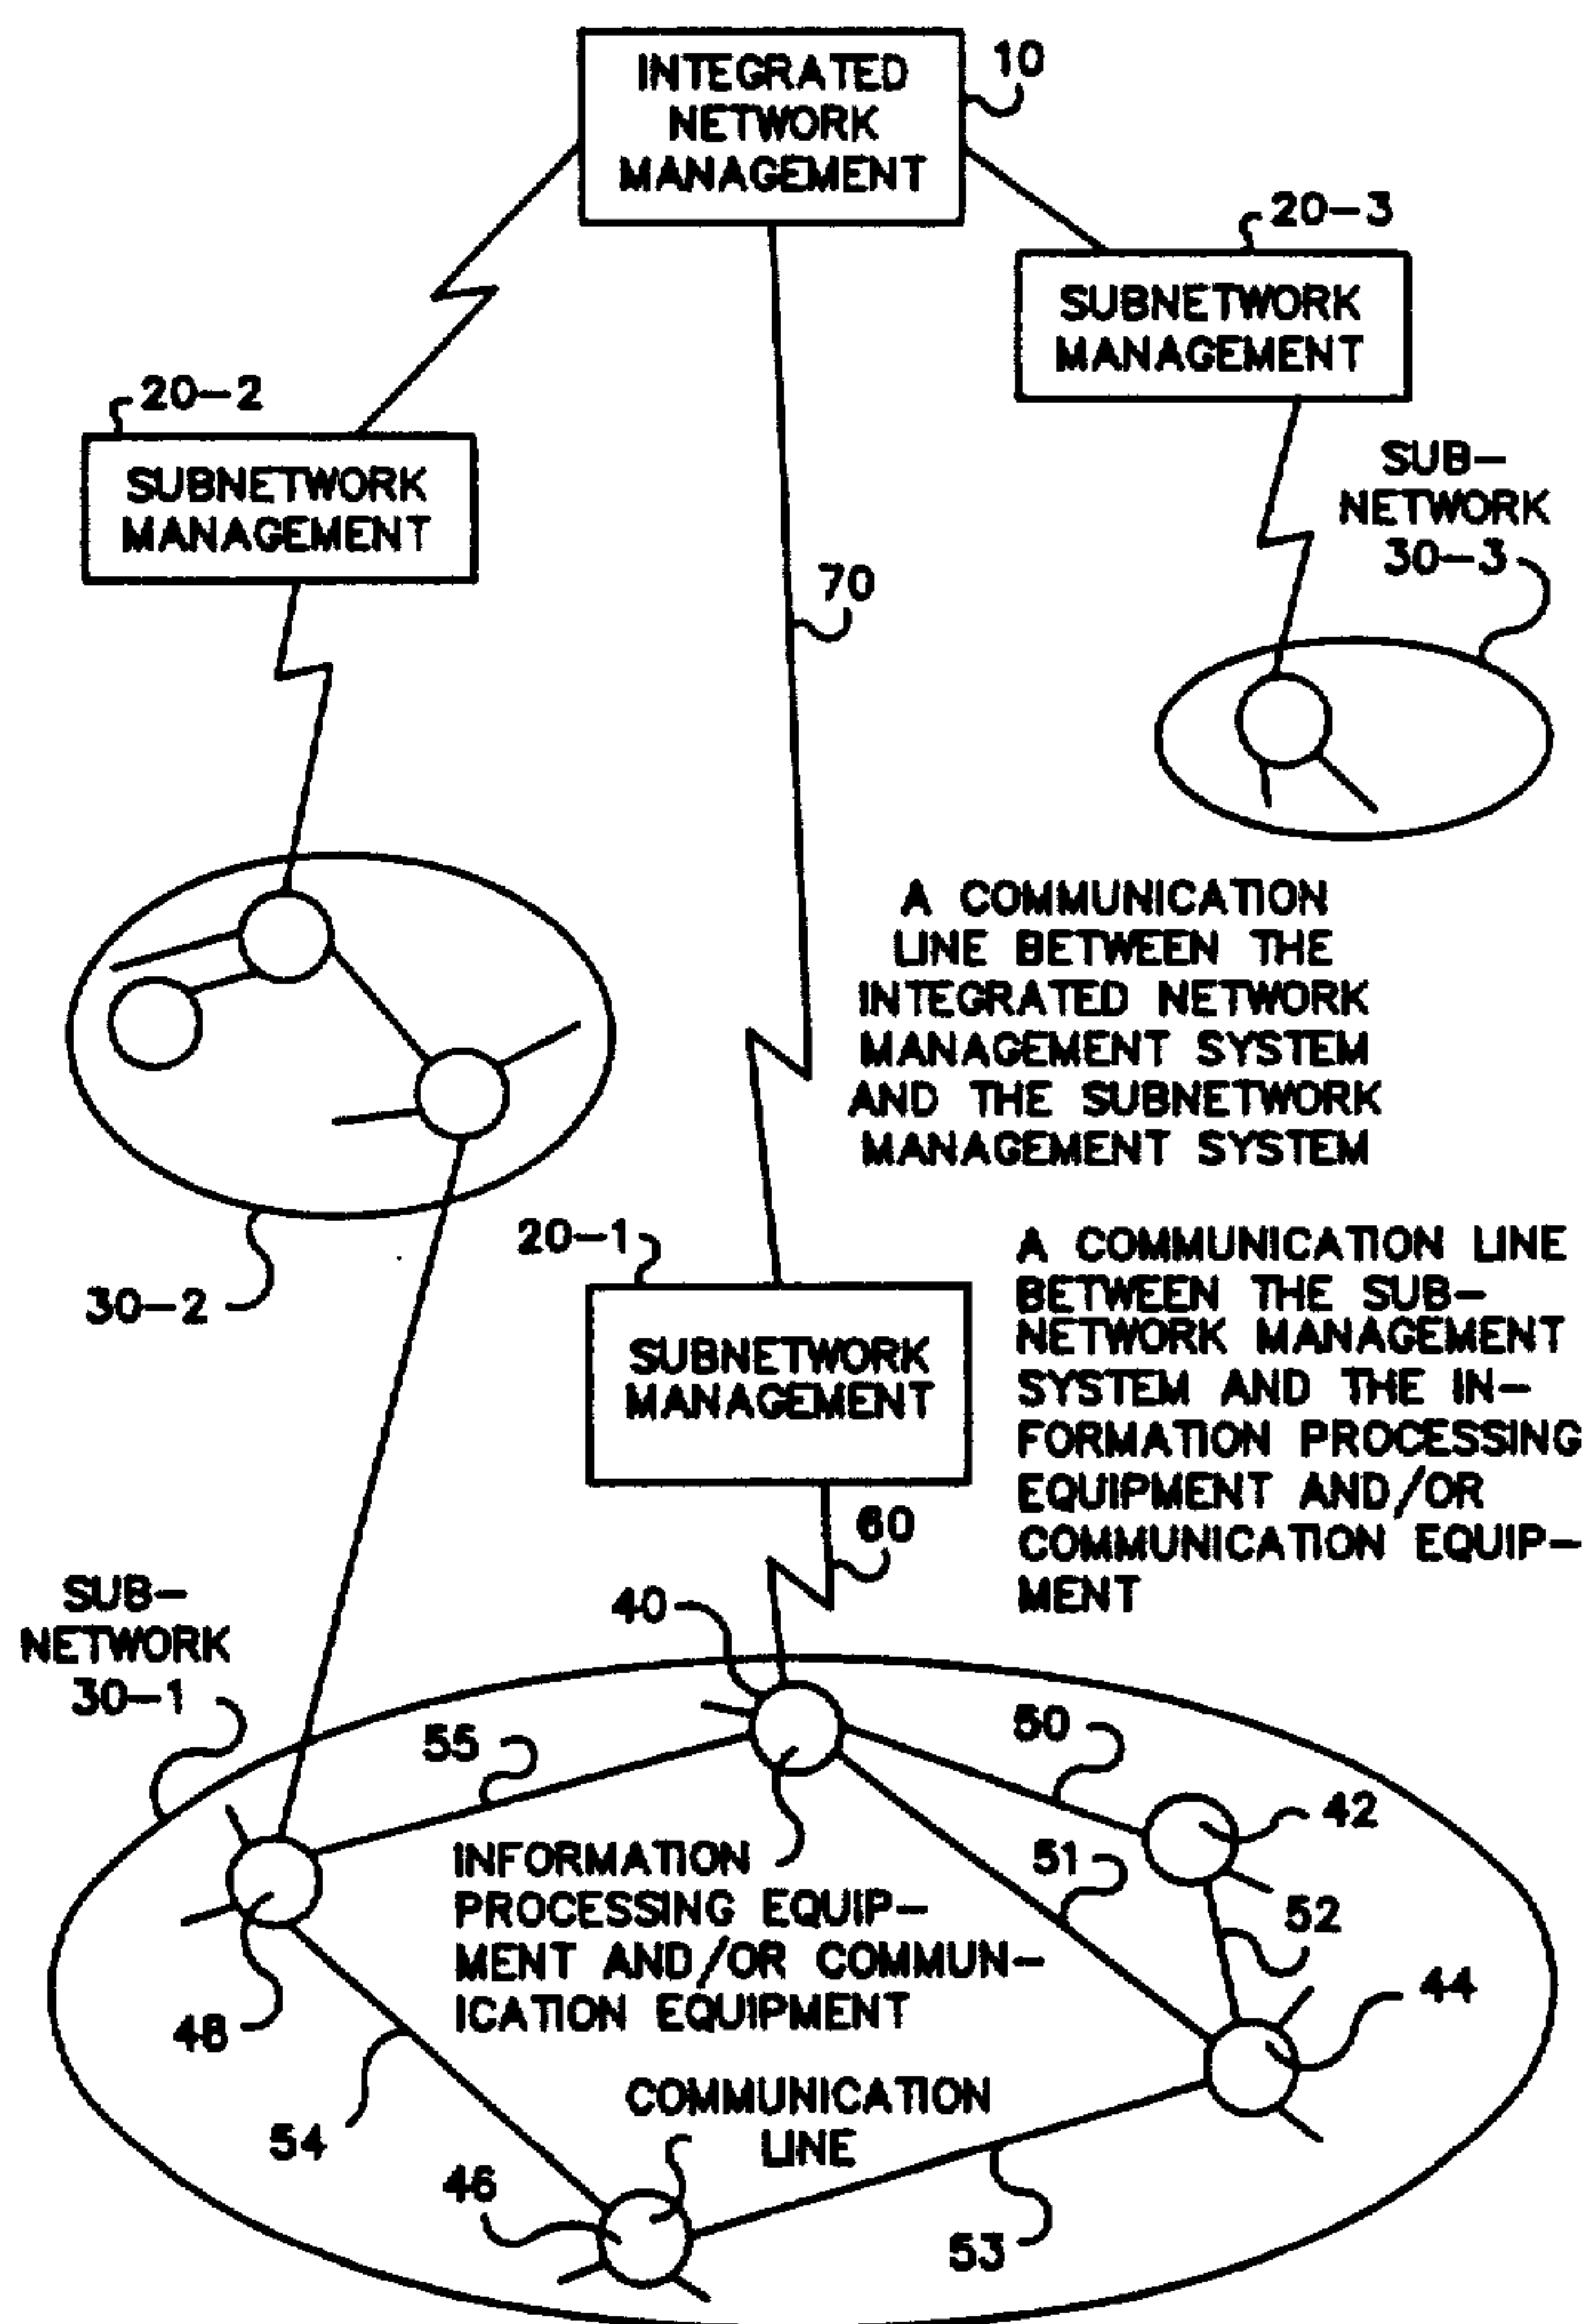 INTEGRATED
NETWORK
MANAGEMENT
10
20-3
SUBNETWORK
MANAGEMENT
20-2
SUBNETWORK
MANAGEMENT
SUB-
NETWORK
30-3
70
A COMMUNICATION
LINE BETWEEN THE
INTEGRATED NETWORK
MANAGEMENT SYSTEM
AND THE SUBNETWORK
MANAGEMENT SYSTEM
30-2
20-1
SUBNETWORK
MANAGEMENT
A COMMUNICATION LINE
BETWEEN THE SUB-
NETWORK MANAGEMENT
SYSTEM AND THE IN-
FORMATION PROCESSING
EQUIPMENT AND/OR
COMMUNICATION EQUIP-
MENT
60
40
SUB-
NETWORK
30-1
55
50
42
51
INFORMATION
PROCESSING EQUIP-
MENT AND/OR COMMUN-
ICATION EQUIPMENT
52
44
48
54
COMMUNICATION
LINE
46
53